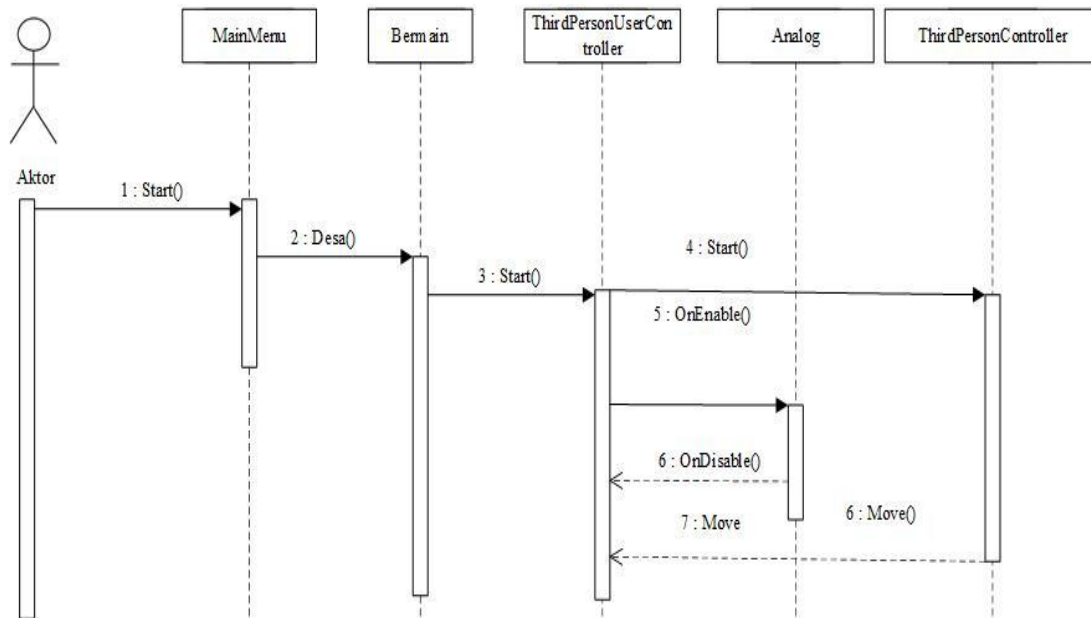 MainMenu
Bermain
ThirdPersonUserCon
troller
Analog
ThirdPersonController
Aktor
1 : Start()
2 : Desa()
3 : Start()
4 : Start()
5 : OnEnable()
6 : OnDisable()
7 : Move
6 : Move()